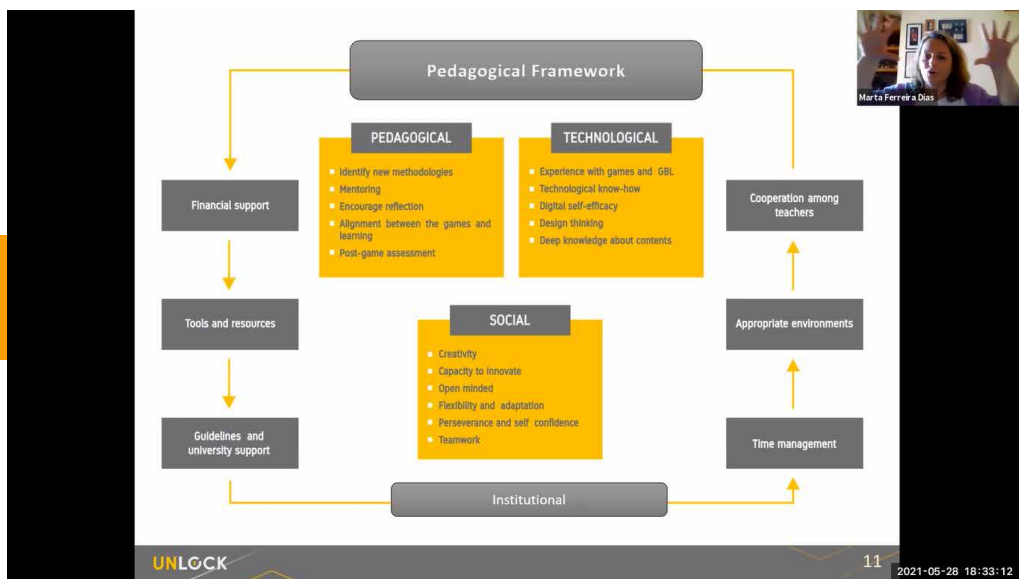 Pedagogical Framework
Marta Ferreira Dias
PEDAGOGICAL
Identify new methodologies
Mentoring
Encourage reflection
Alignment between the games and
learning
Post-game assessment
TECHNOLOGICAL
Experience with games and GBL
Technological know-how
Digital self-efficacy
Design thinking
Deep knowledge about contents
Financial support
Cooperation among
teachers
Tools and resources
Appropriate environments
SOCIAL
Creativity
Capacity to innovate
Open minded
Flexibility and adaptation
Perseverance and self confidence
Teamwork
Guidelines and
university support
Time management
Institutional
UNLOCK
11
2021-05-28 18:33:12